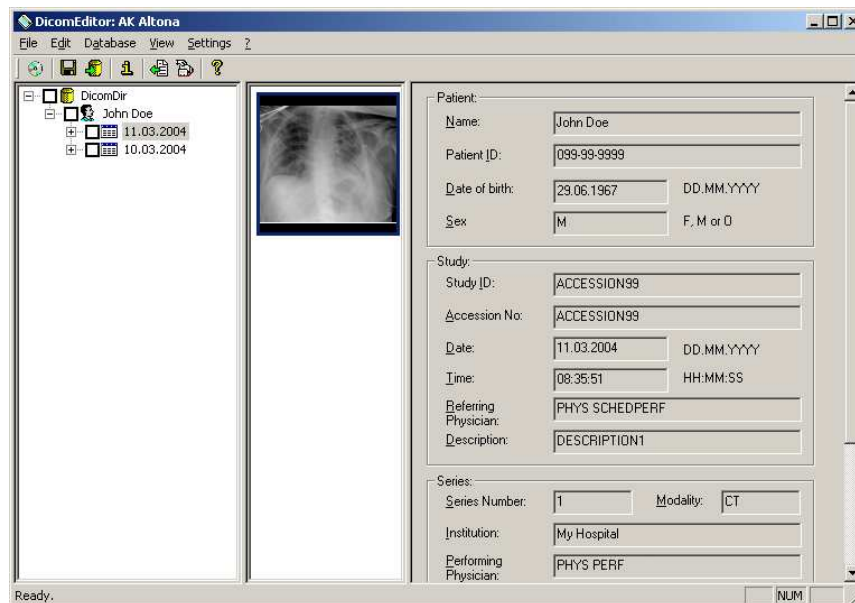 DicomEditor: AK Altona
File Edit Database View Settings ?
DicomDir
John Doe
11.03.2004
10.03.2004
Patient:
Name: John Doe
Patient ID: 099-99-9999
Date of birth: 29.06.1967 DD.MM.YYYY
Sex M F, M or O
Study:
Study ID: ACCESSION99
Accession No: ACCESSION99
Date: 11.03.2004 DD.MM.YYYY
Time: 08:35:51 HH:MM:SS
Referring
Physician: PHYS SCHEDPERF
Description: DESCRIPTION1
Series:
Series Number: 1 Modality: CT
Institution: My Hospital
Performing
Physician: PHYS PERF
Ready. NUM